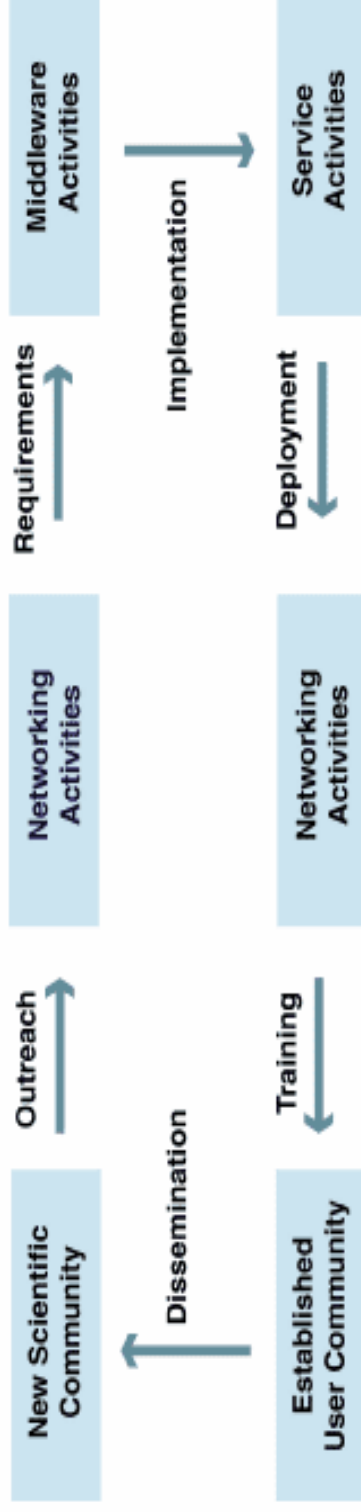 New Scientific
Community
Outreach
Networking
Activities
Requirements
Middleware
Activities
Dissemination
Implementation
Established
User Community
Training
Networking
Activities
Deployment
Service
Activities